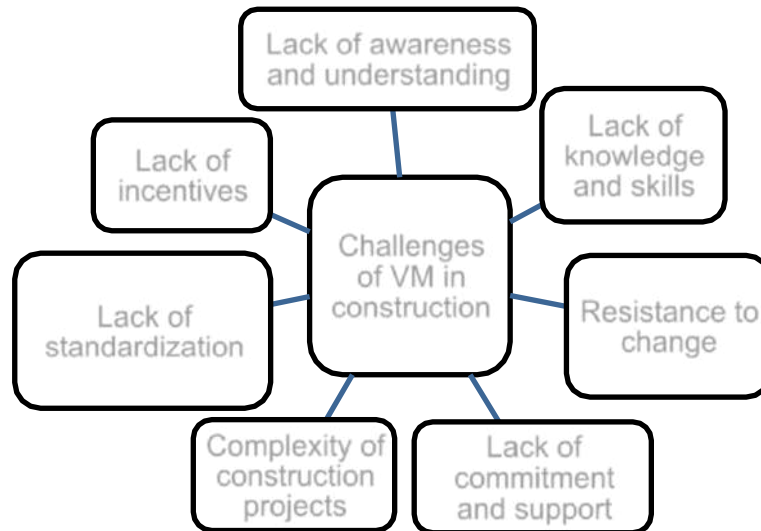 Lack of awareness
and understanding
Lack of
knowledge
and skills
Lack of
incentives
Challenges
of VM in
construction
Resistance to
change
Lack of
standardization
Complexity of
construction
projects
Lack of
commitment
and support